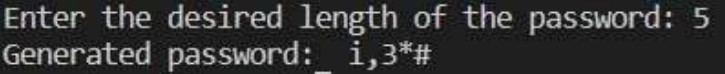 Enter the desired length of the password: 5
Generated password:  i,3*#